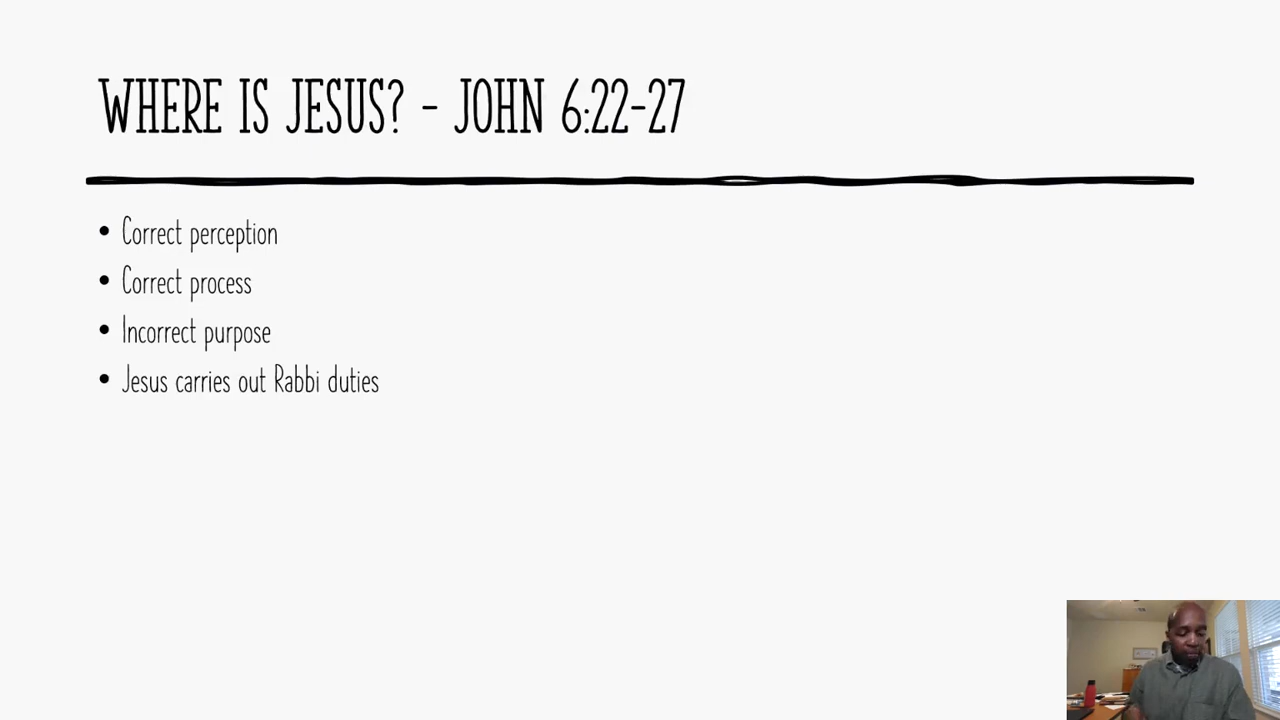 WHERE IS JESUS? - JOHN 6:22-27
• Correct perception
• Correct process
• Incorrect purpose
• Jesus carries out Rabbi duties